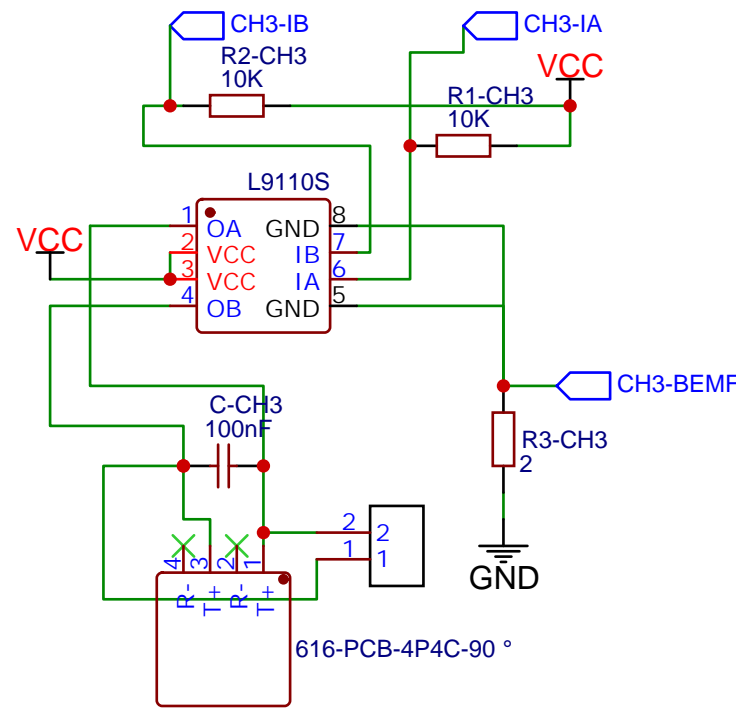 CH3-IB
CH3-IA
R2-CH3
10K
VCC
R1-CH3
10K
L9110S
VCC
1
OA
GND
8
2
VCC
IB
7
3
VCC
IA
6
4
OB
GND
5
CH3-BEMF
C-CH3
100nF
R3-CH3
2
2
2
1
1
GND
4
3
2
1
R-
T+
R-
T+
616-PCB-4P4C-90 °